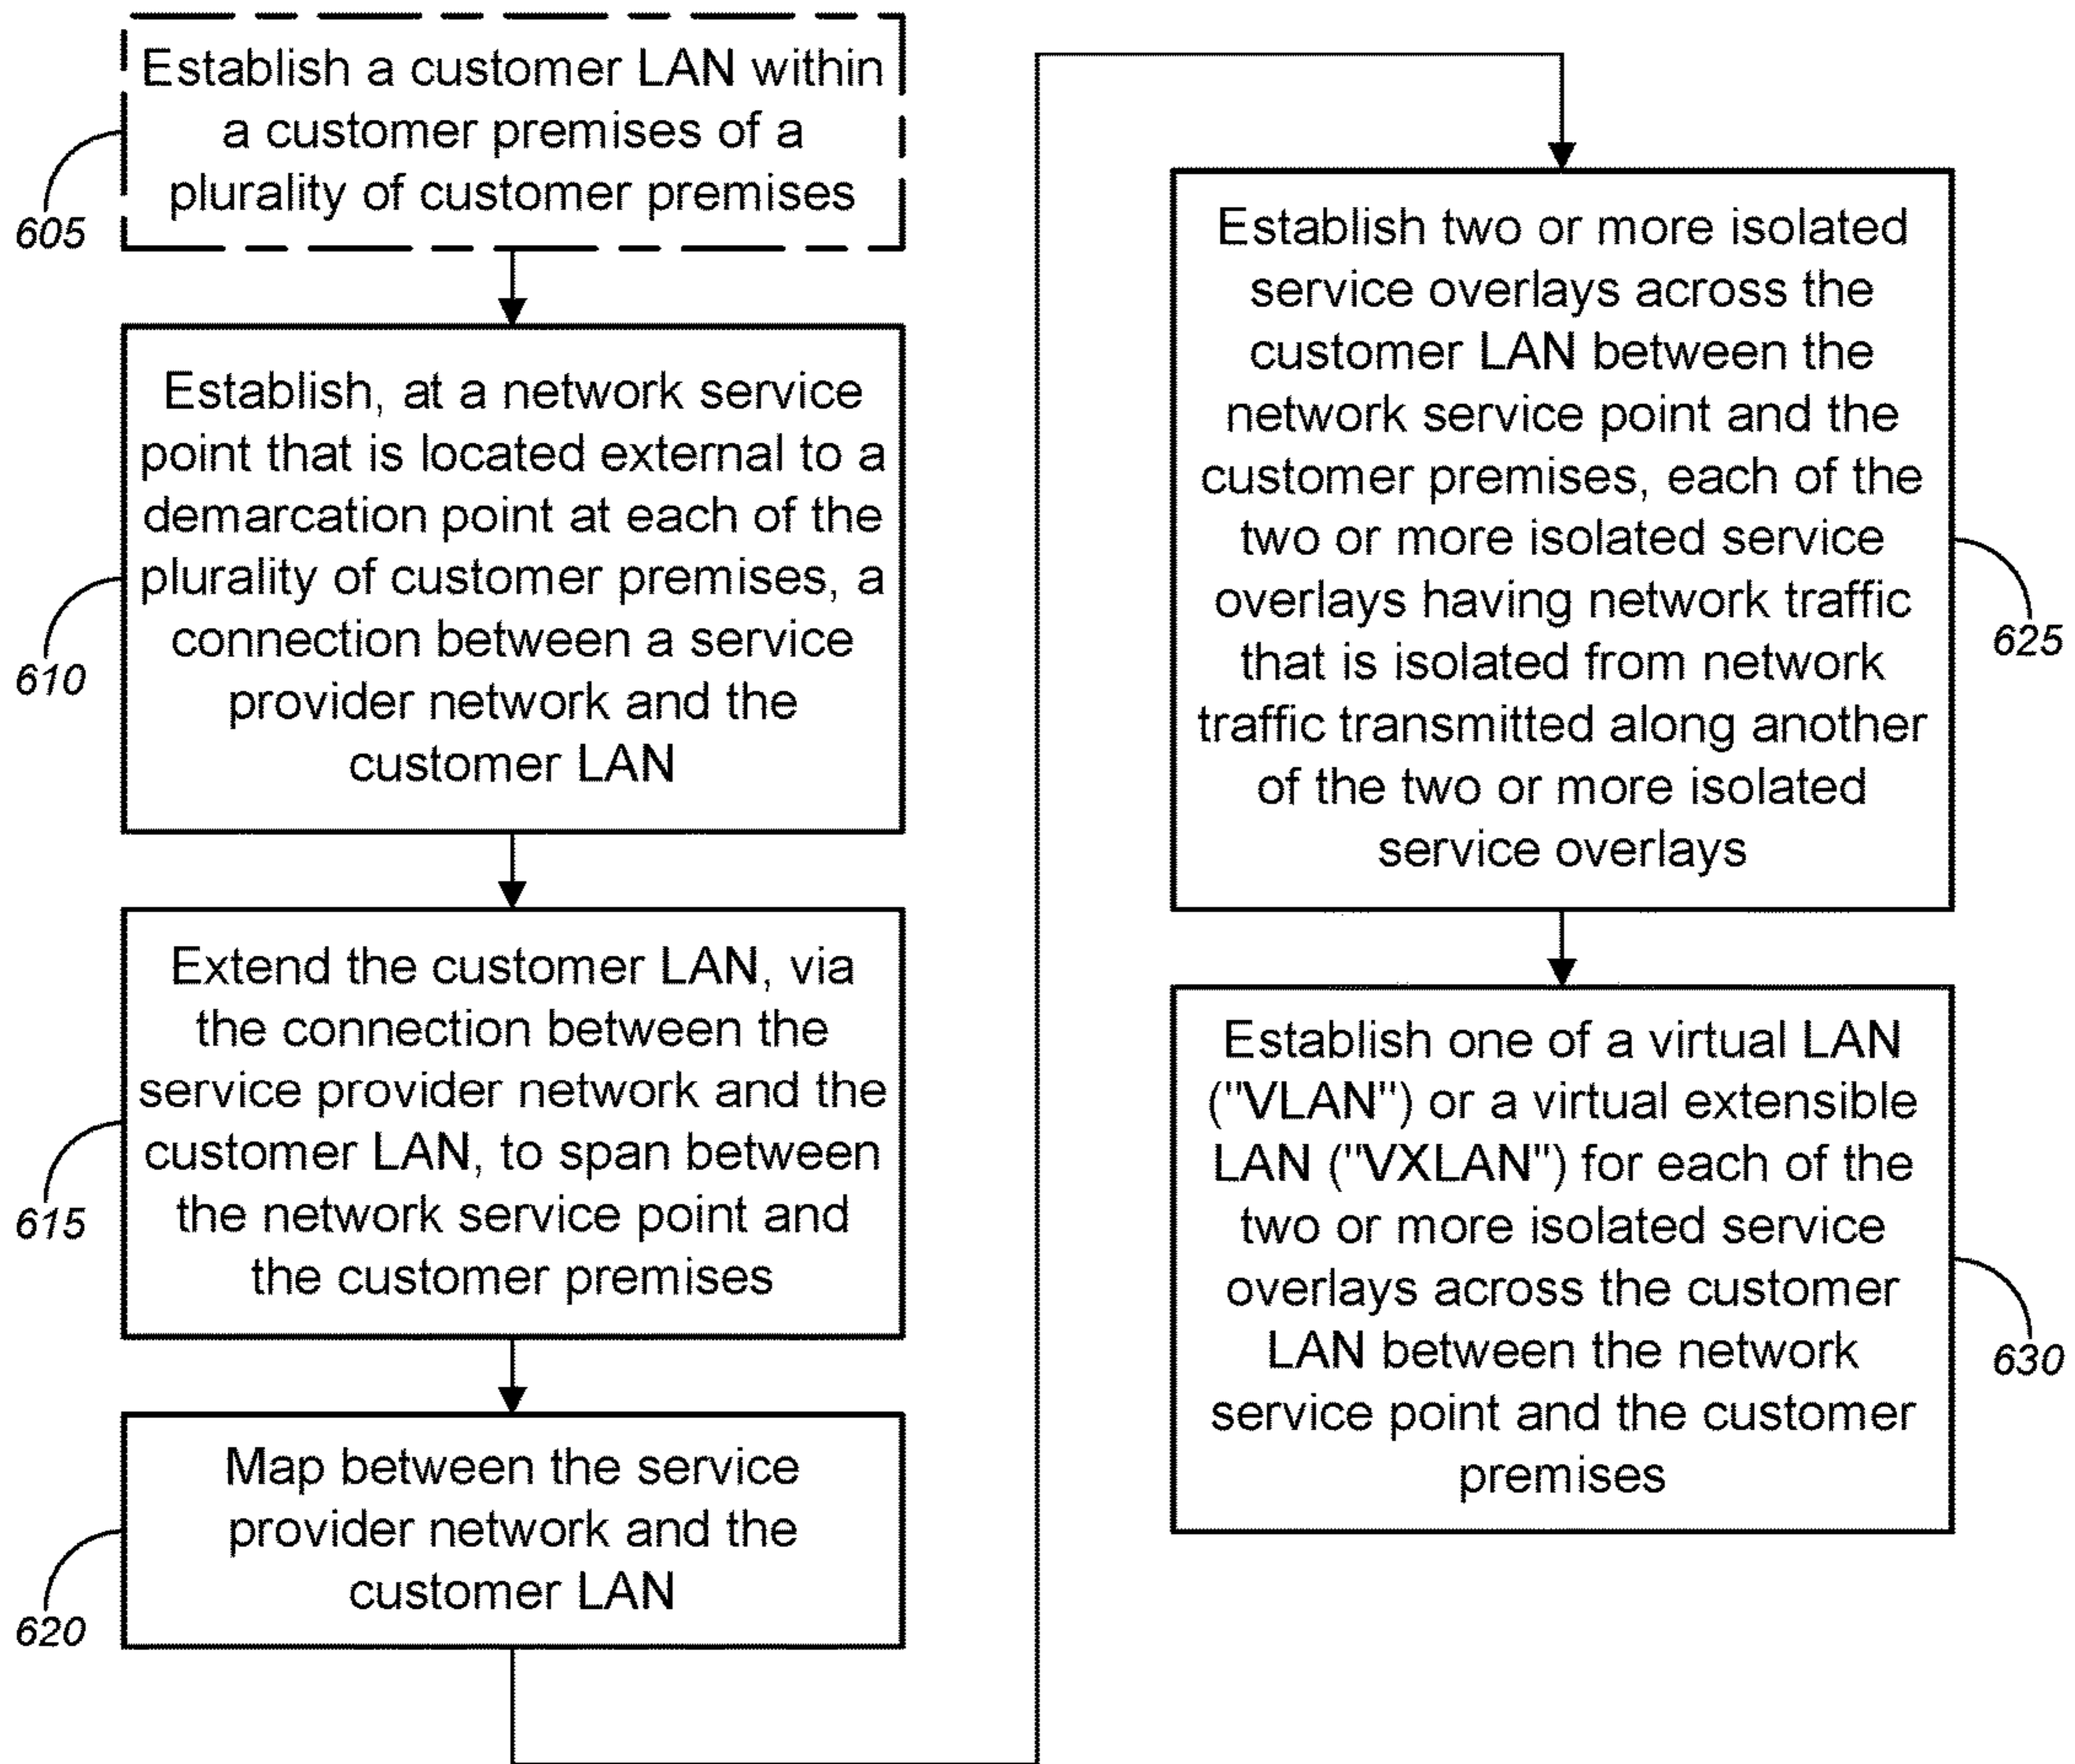 Establish a customer LAN within
a customer premises of a
plurality of customer premises
605
Establish, at a network service
point that is located external to a
demarcation point at each of the
plurality of customer premises, a
connection between a service
provider network and the
customer LAN
610
Extend the customer LAN, via
the connection between the
service provider network and the
customer LAN, to span between
the network service point and
the customer premises
615
Map between the service
provider network and the
customer LAN
620
Establish two or more isolated
service overlays across the
customer LAN between the
network service point and the
customer premises, each of the
two or more isolated service
overlays having network traffic
that is isolated from network
traffic transmitted along another
of the two or more isolated
service overlays
625
Establish one of a virtual LAN
("VLAN") or a virtual extensible
LAN ("VXLAN") for each of the
two or more isolated service
overlays across the customer
LAN between the network
service point and the customer
premises
630